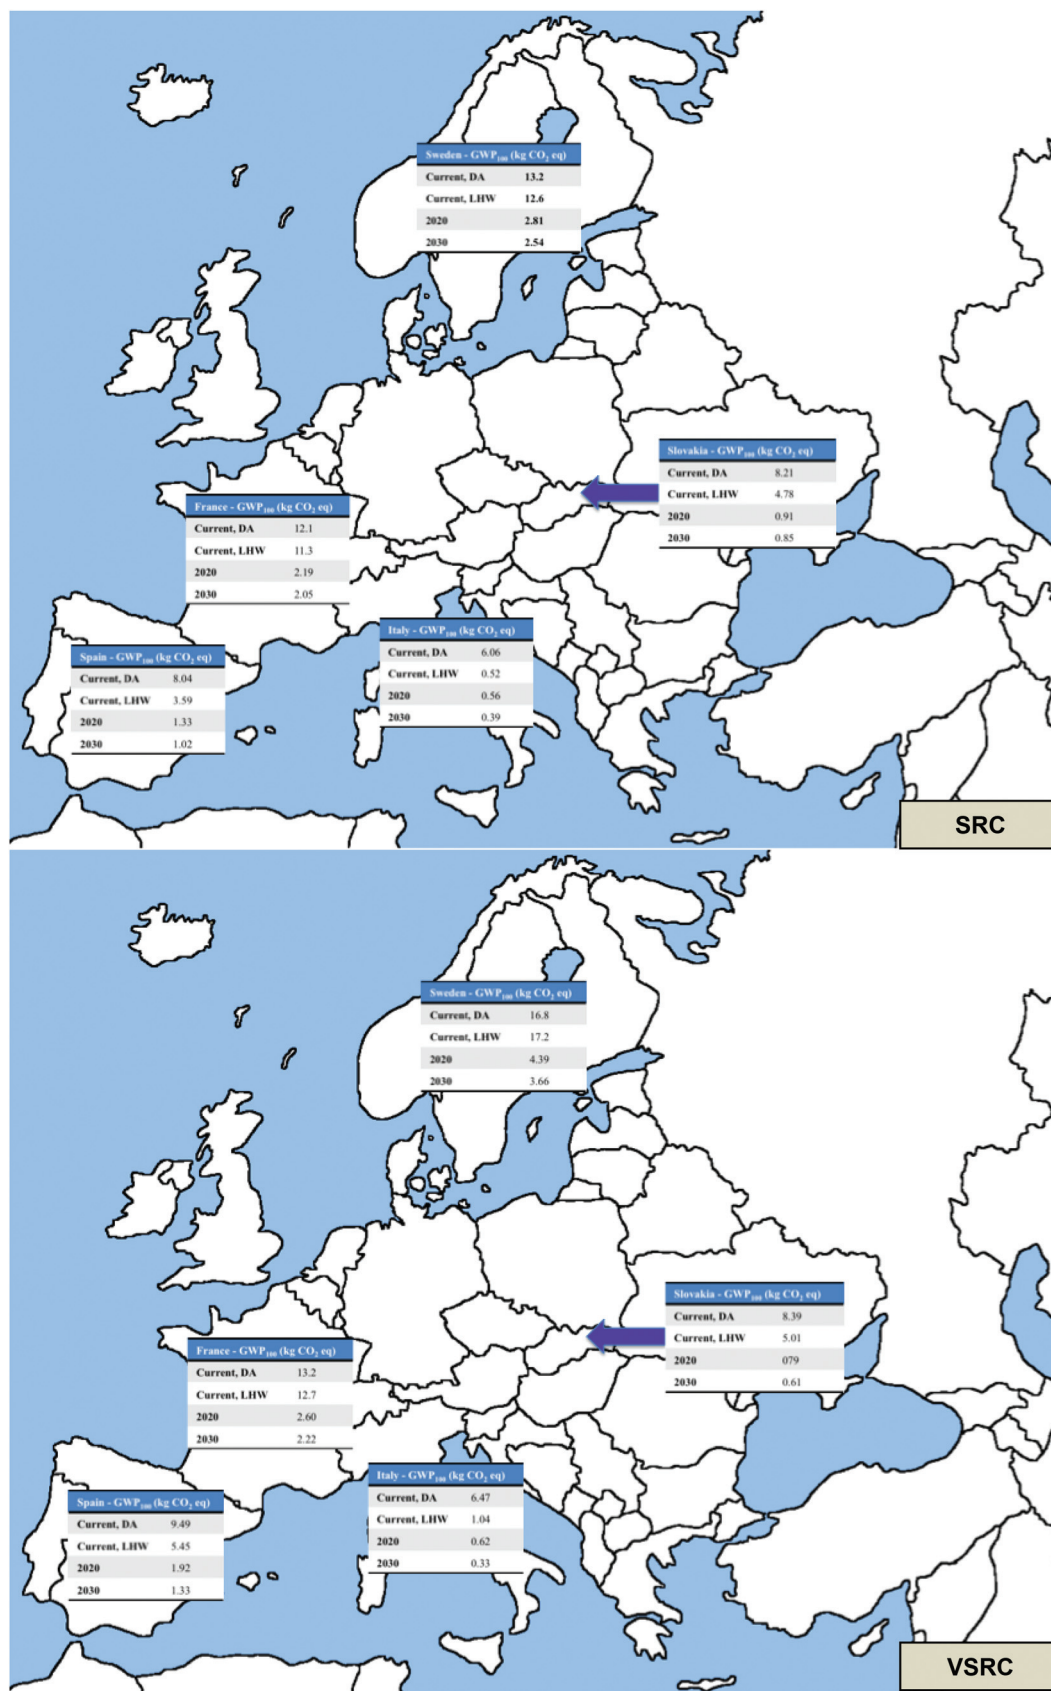 Sweden - GWP₁₀₀ (kg CO₂ eq)
Current, DA 13.2
Current, LHW 12.6
2020 2.81
2030 2.54
Slovakia - GWP₁₀₀ (kg CO₂ eq)
Current, DA 8.21
Current, LHW 4.78
2020 0.91
2030 0.85
France - GWP₁₀₀ (kg CO₂ eq)
Current, DA 12.1
Current, LHW 11.3
2020 2.19
2030 2.05
Italy - GWP₁₀₀ (kg CO₂ eq)
Current, DA 6.06
Current, LHW 0.52
2020 0.56
2030 0.39
Spain - GWP₁₀₀ (kg CO₂ eq)
Current, DA 8.04
Current, LHW 3.59
2020 1.33
2030 1.02
SRC
Sweden - GWP₁₀₀ (kg CO₂ eq)
Current, DA 16.8
Current, LHW 17.2
2020 4.39
2030 3.66
Slovakia - GWP₁₀₀ (kg CO₂ eq)
Current, DA 8.39
Current, LHW 5.01
2020 079
2030 0.61
France - GWP₁₀₀ (kg CO₂ eq)
Current, DA 13.2
Current, LHW 12.7
2020 2.60
2030 2.22
Italy - GWP₁₀₀ (kg CO₂ eq)
Current, DA 6.47
Current, LHW 1.04
2020 0.62
2030 0.33
Spain - GWP₁₀₀ (kg CO₂ eq)
Current, DA 9.49
Current, LHW 5.45
2020 1.92
2030 1.33
VSRC